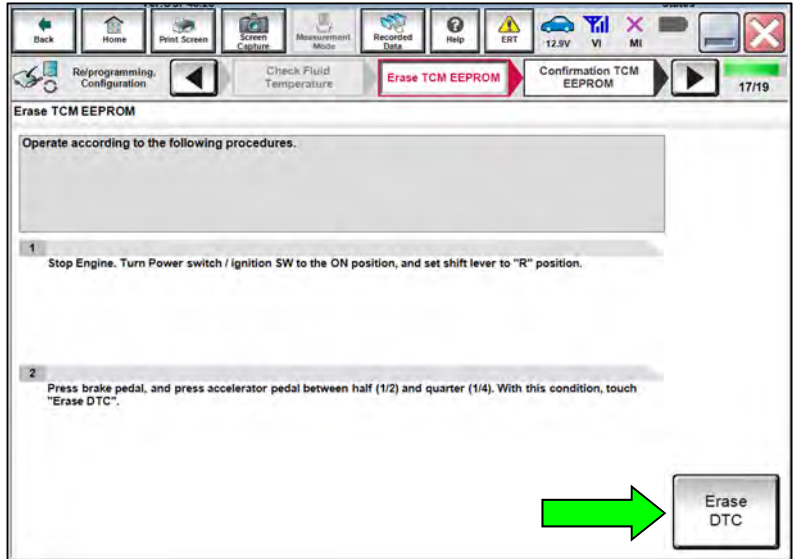 Back
Home
Print Screen
Screen
Capture
Measurement
Mode
Recorded
Data
Help
ERT
12.9V
VI
MI
Re/programming,
Configuration
Check Fluid
Temperature
Erase TCM EEPROM
Confirmation TCM
EEPROM
17/19
Erase TCM EEPROM
Operate according to the following procedures.
1
Stop Engine. Turn Power switch / ignition SW to the ON position, and set shift lever to "R" position.
2
Press brake pedal, and press accelerator pedal between half (1/2) and quarter (1/4). With this condition, touch
"Erase DTC".
Erase
DTC